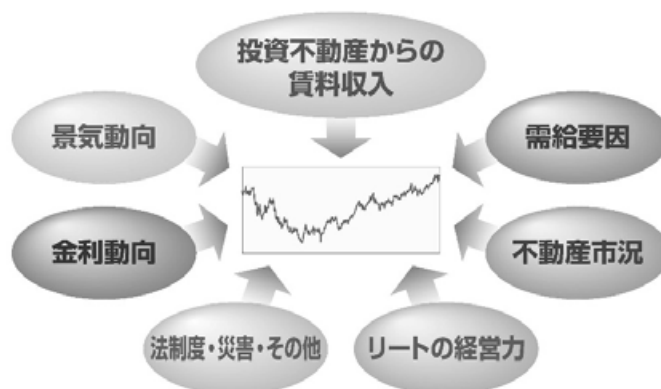 投資不動産からの
賃料収入
景気動向
需給要因
金利動向
不動産市況
法制度・災害・その他
リートの経営力